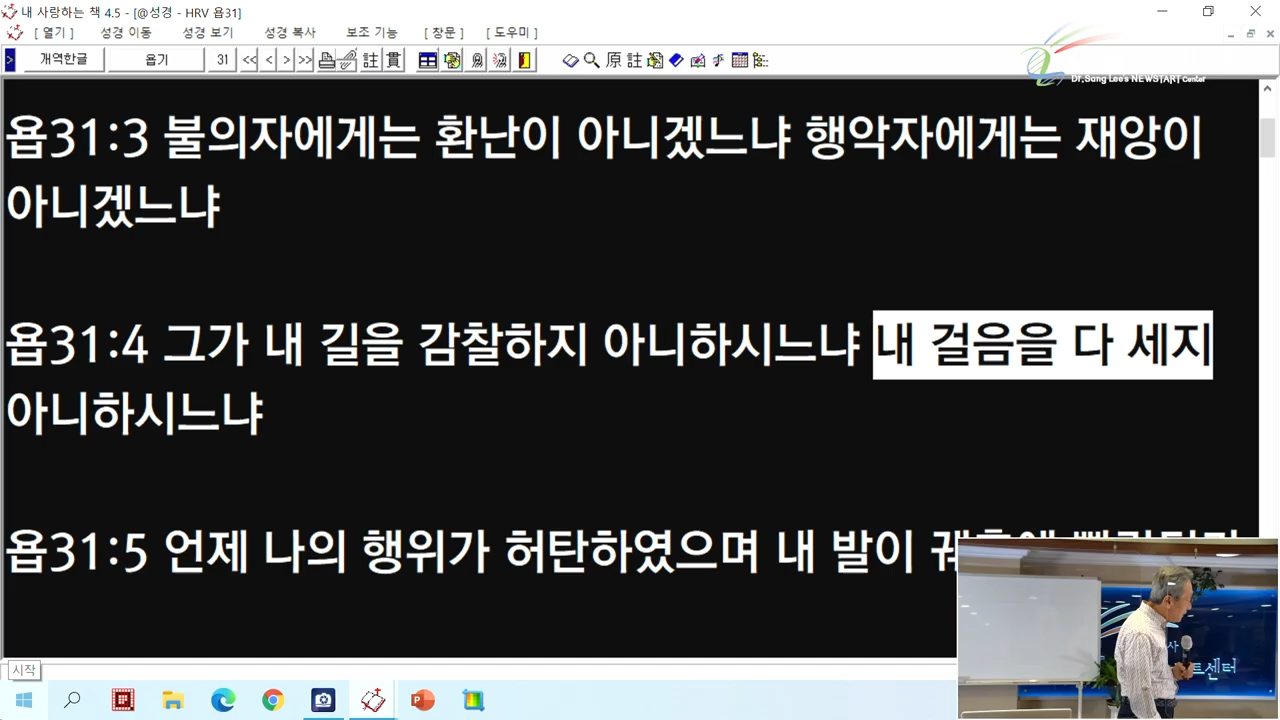 내 사랑하는 책 4.5 - [@성경 - HRV 욥31]
[ 열기 ] 성경 이동 성경 보기 성경 복사 보조 기능 [ 창문 ] [ 도우미 ]
> 개역한글 욥기 31 << < > >> 註 貫 原 註
Dr.Sang Lee's NEWSTART Center
욥31:3 불의자에게는 환난이 아니겠느냐 행악자에게는 재앙이
아니겠느냐
욥31:4 그가 내 길을 감찰하지 아니하시느냐 내 걸음을 다 세지
아니하시느냐
욥31:5 언제 나의 행위가 허탄하였으며 내 발이
시작